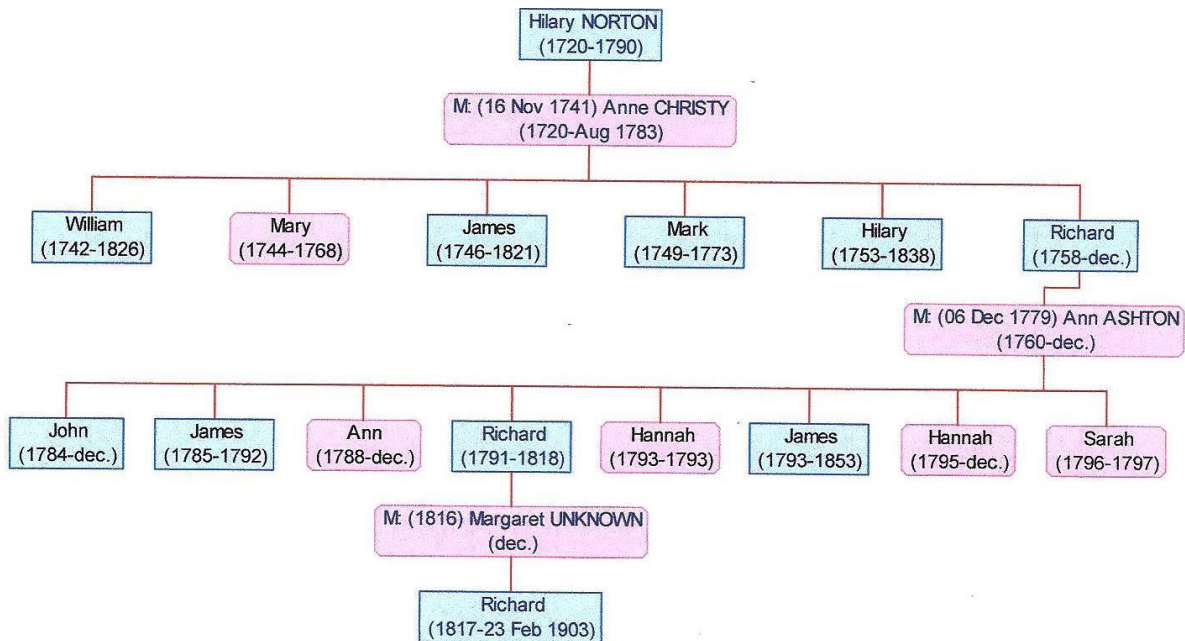 Hilary NORTON
(1720-1790)
M: (16 Nov 1741) Anne CHRISTY
(1720-Aug 1783)
William
(1742-1826)
Mary
(1744-1768)
James
(1746-1821)
Mark
(1749-1773)
Hilary
(1753-1838)
Richard
(1758-dec.)
M: (06 Dec 1779) Ann ASHTON
(1760-dec.)
John
(1784-dec.)
James
(1785-1792)
Ann
(1788-dec.)
Richard
(1791-1818)
Hannah
(1793-1793)
James
(1793-1853)
Hannah
(1795-dec.)
Sarah
(1796-1797)
M: (1816) Margaret UNKNOWN
(dec.)
Richard
(1817-23 Feb 1903)